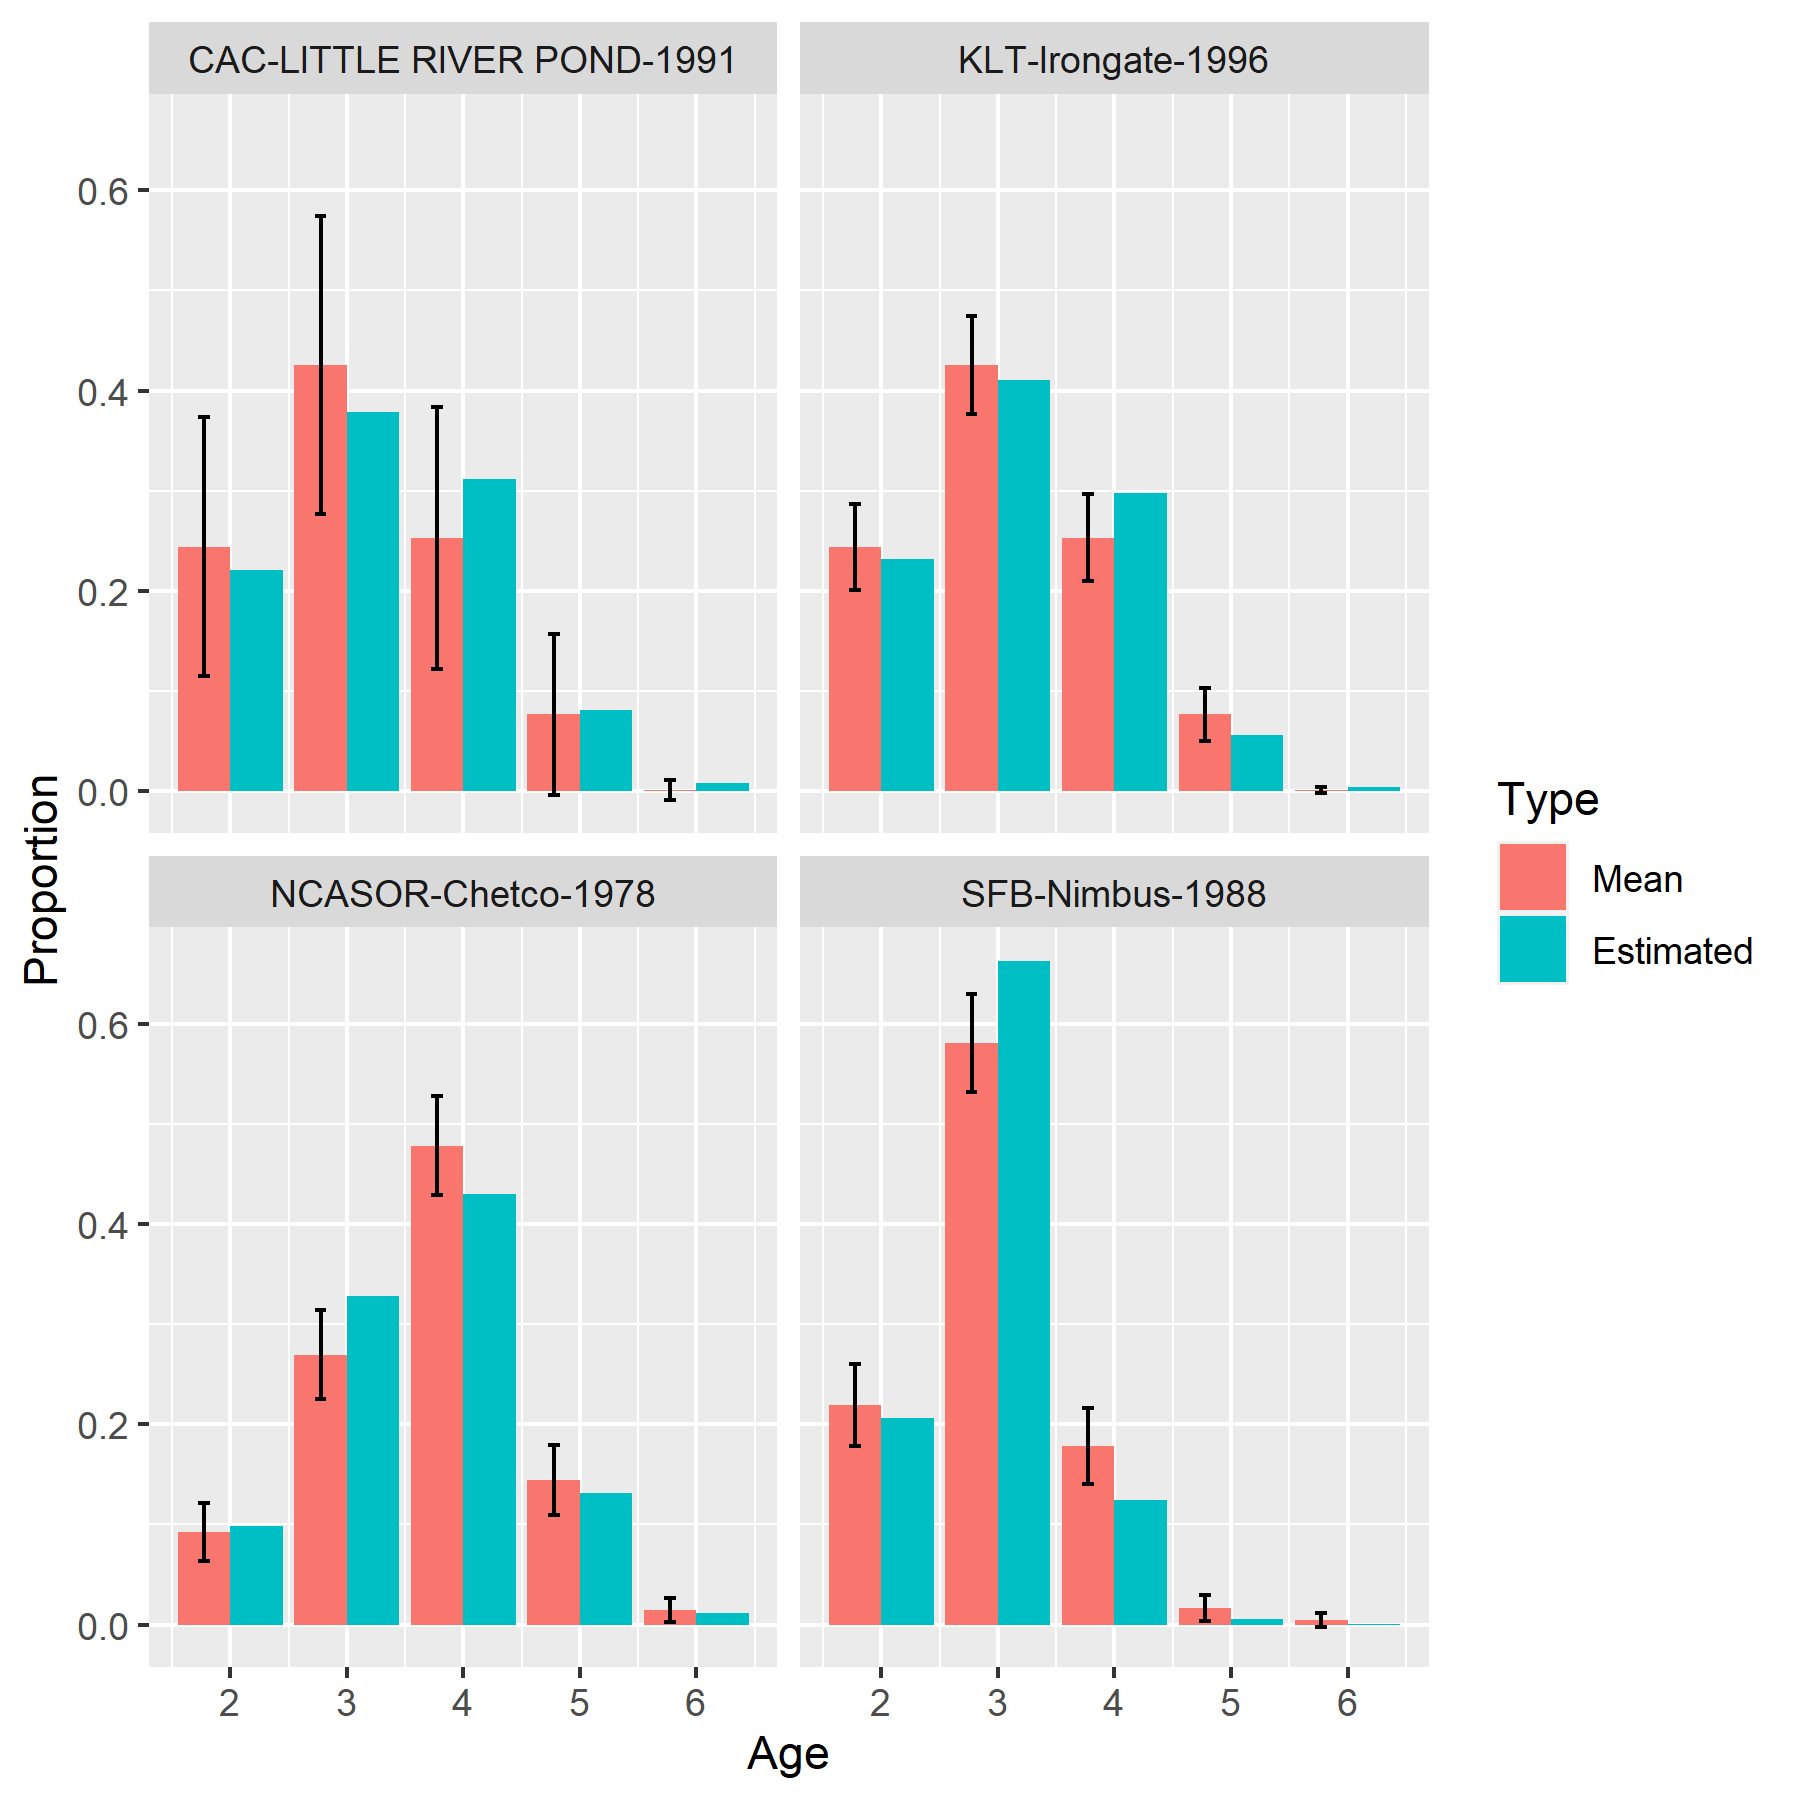 CAC-LITTLE RIVER POND-1991
KLT-Irongate-1996
0.6
0.4
0.2
0.0
Proportion
NCASOR-Chetco-1978
SFB-Nimbus-1988
0.6
0.4
0.2
0.0
2 3 4 5 6
2 3 4 5 6
Age
Type
Mean
Estimated